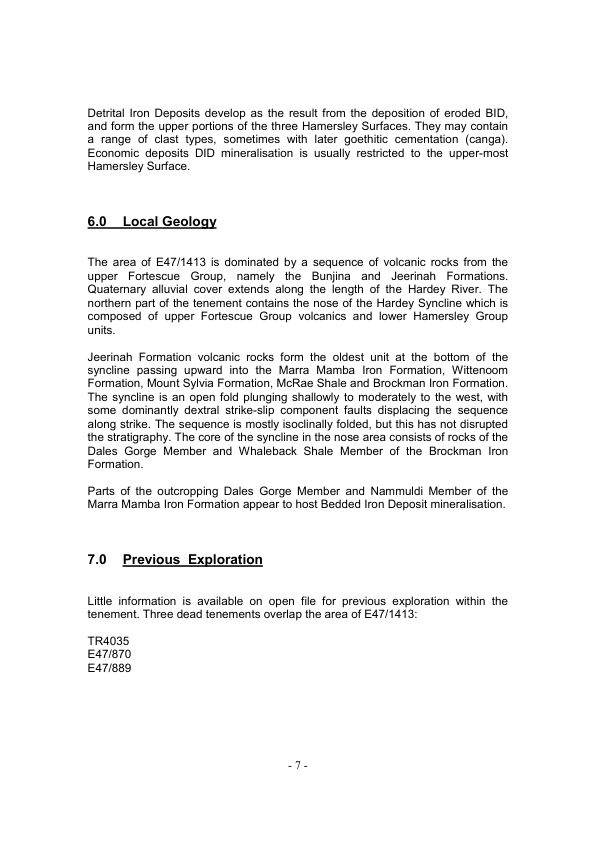 Detrital Iron Deposits develop as the result from the deposition of eroded BID,
and form the upper portions of the three Hamersley Surfaces. They may contain
a range of clast types, sometimes with later goethitic cementation (canga).
Economic deposits DID mineralisation is usually restricted to the upper-most
Hamersley Surface.
6.0 Local Geology
The area of E47/1413 is dominated by a sequence of volcanic rocks from the
upper Fortescue Group, namely the Bunjina and Jeerinah Formations.
Quaternary alluvial cover extends along the length of the Hardey River. The
northern part of the tenement contains the nose of the Hardey Syncline which is
composed of upper Fortescue Group volcanics and lower Hamersley Group
units.
Jeerinah Formation volcanic rocks form the oldest unit at the bottom of the
syncline passing upward into the Marra Mamba Iron Formation, Wittenoom
Formation, Mount Sylvia Formation, McRae Shale and Brockman Iron Formation.
The syncline is an open fold plunging shallowly to moderately to the west, with
some dominantly dextral strike-slip component faults displacing the sequence
along strike. The sequence is mostly isoclinally folded, but this has not disrupted
the stratigraphy. The core of the syncline in the nose area consists of rocks of the
Dales Gorge Member and Whaleback Shale Member of the Brockman Iron
Formation.
Parts of the outcropping Dales Gorge Member and Nammuldi Member of the
Marra Mamba Iron Formation appear to host Bedded Iron Deposit mineralisation.
7.0 Previous Exploration
Little information is available on open file for previous exploration within the
tenement. Three dead tenements overlap the area of E47/1413:
TR4035
E47/870
E47/889
- 7 -